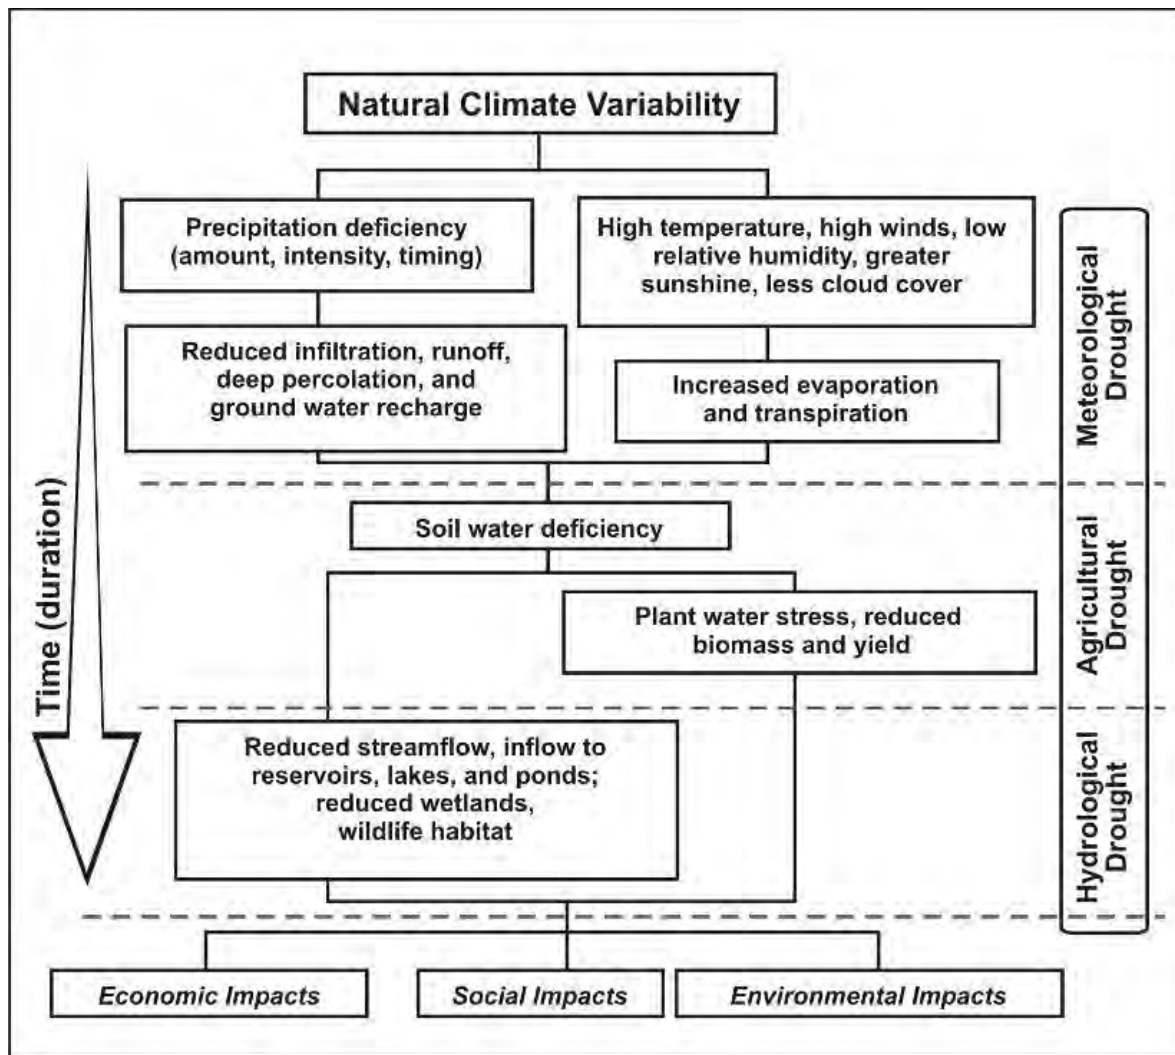 Natural Climate Variability
Precipitation deficiency
(amount, intensity, timing)
High temperature, high winds, low
relative humidity, greater
sunshine, less cloud cover
Reduced infiltration, runoff,
deep percolation, and
ground water recharge
Increased evaporation
and transpiration
Soil water deficiency
Plant water stress, reduced
biomass and yield
Reduced streamflow, inflow to
reservoirs, lakes, and ponds;
reduced wetlands,
wildlife habitat
Economic Impacts
Social Impacts
Environmental Impacts
Time (duration)
Meteorological
Drought
Agricultural
Drought
Hydrological
Drought